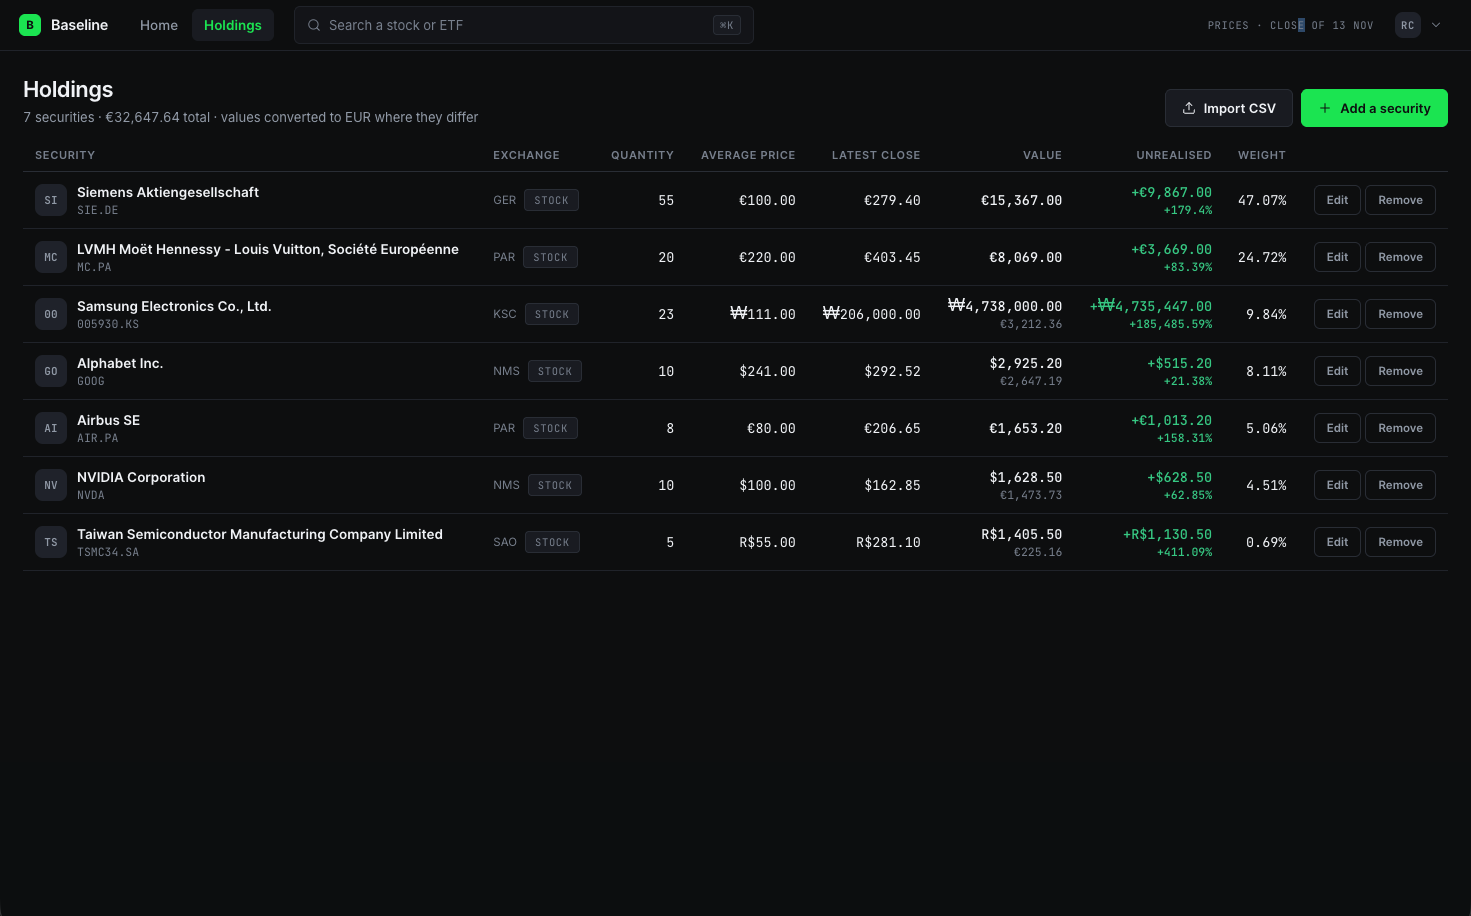 B Baseline Home Holdings Search a stock or ETF ⌘K PRICES · CLOSE OF 13 NOV RC
Holdings
7 securities · €32,647.64 total · values converted to EUR where they differ
Import CSV + Add a security
SECURITY EXCHANGE QUANTITY AVERAGE PRICE LATEST CLOSE VALUE UNREALISED WEIGHT
SI Siemens Aktiengesellschaft GER STOCK 55 €100.00 €279.40 €15,367.00 +€9,867.00 47.07% Edit Remove
SIE.DE +179.4%
MC LVMH Moët Hennessy - Louis Vuitton, Société Européenne PAR STOCK 20 €220.00 €403.45 €8,069.00 +€3,669.00 24.72% Edit Remove
MC.PA +83.39%
00 Samsung Electronics Co., Ltd. KSC STOCK 23 ₩111.00 ₩206,000.00 ₩4,738,000.00 +₩4,735,447.00 9.84% Edit Remove
005930.KS €3,212.36 +185,485.59%
GO Alphabet Inc. NMS STOCK 10 $241.00 $292.52 $2,925.20 +$515.20 8.11% Edit Remove
GOOG €2,647.19 +21.38%
AI Airbus SE PAR STOCK 8 €80.00 €206.65 €1,653.20 +€1,013.20 5.06% Edit Remove
AIR.PA +158.31%
NV NVIDIA Corporation NMS STOCK 10 $100.00 $162.85 $1,628.50 +$628.50 4.51% Edit Remove
NVDA €1,473.73 +62.85%
TS Taiwan Semiconductor Manufacturing Company Limited SAO STOCK 5 R$55.00 R$281.10 R$1,405.50 +R$1,130.50 0.69% Edit Remove
TSMC34.SA €225.16 +411.09%